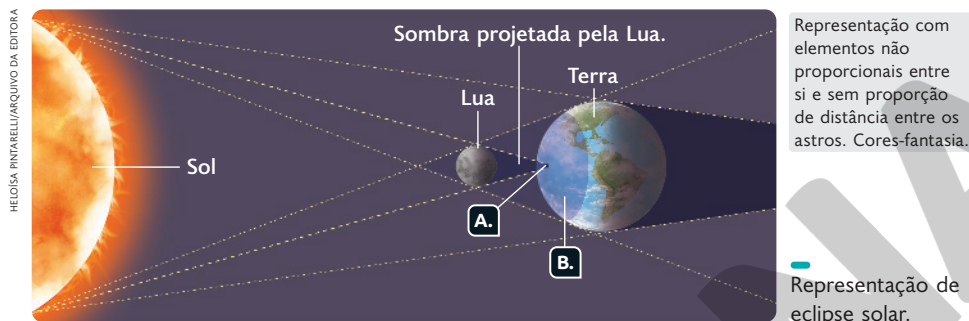 HELOÍSA PINTARELLI/ARQUIVO DA EDITORA
Sombra projetada pela Lua.
Terra
Lua
Sol
A.
B.
Representação com
elementos não
proporcionais entre
si e sem proporção
de distância entre os
astros. Cores-fantasia.
Representação de
eclipse solar.